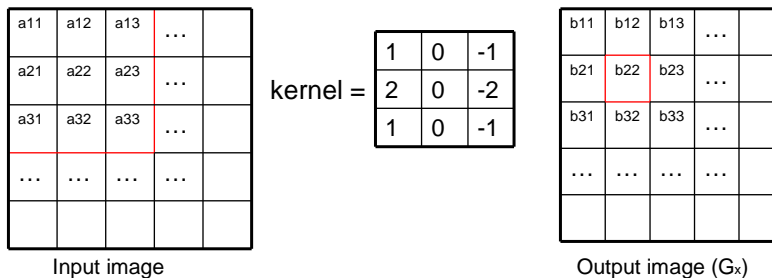 a11 a12 a13 ...
a21 a22 a23 ...
a31 a32 a33 ...
... ... ... ...
Input image
kernel =
1 0 -1
2 0 -2
1 0 -1
b11 b12 b13 ...
b21 b22 b23 ...
b31 b32 b33 ...
... ... ... ...
Output image (Gx)